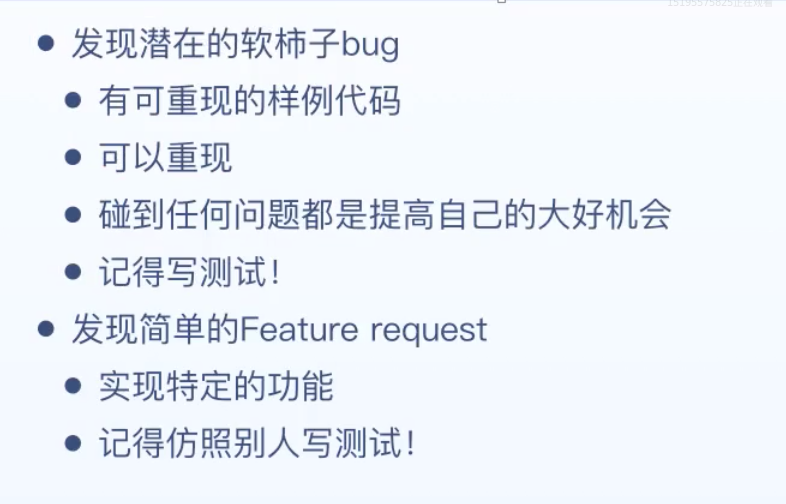 发现潜在的软柿子bug
有可重现的样例代码
可以重现
碰到任何问题都是提高自己的大好机会
记得写测试!
发现简单的Feature request
实现特定的功能
记得仿照别人写测试!